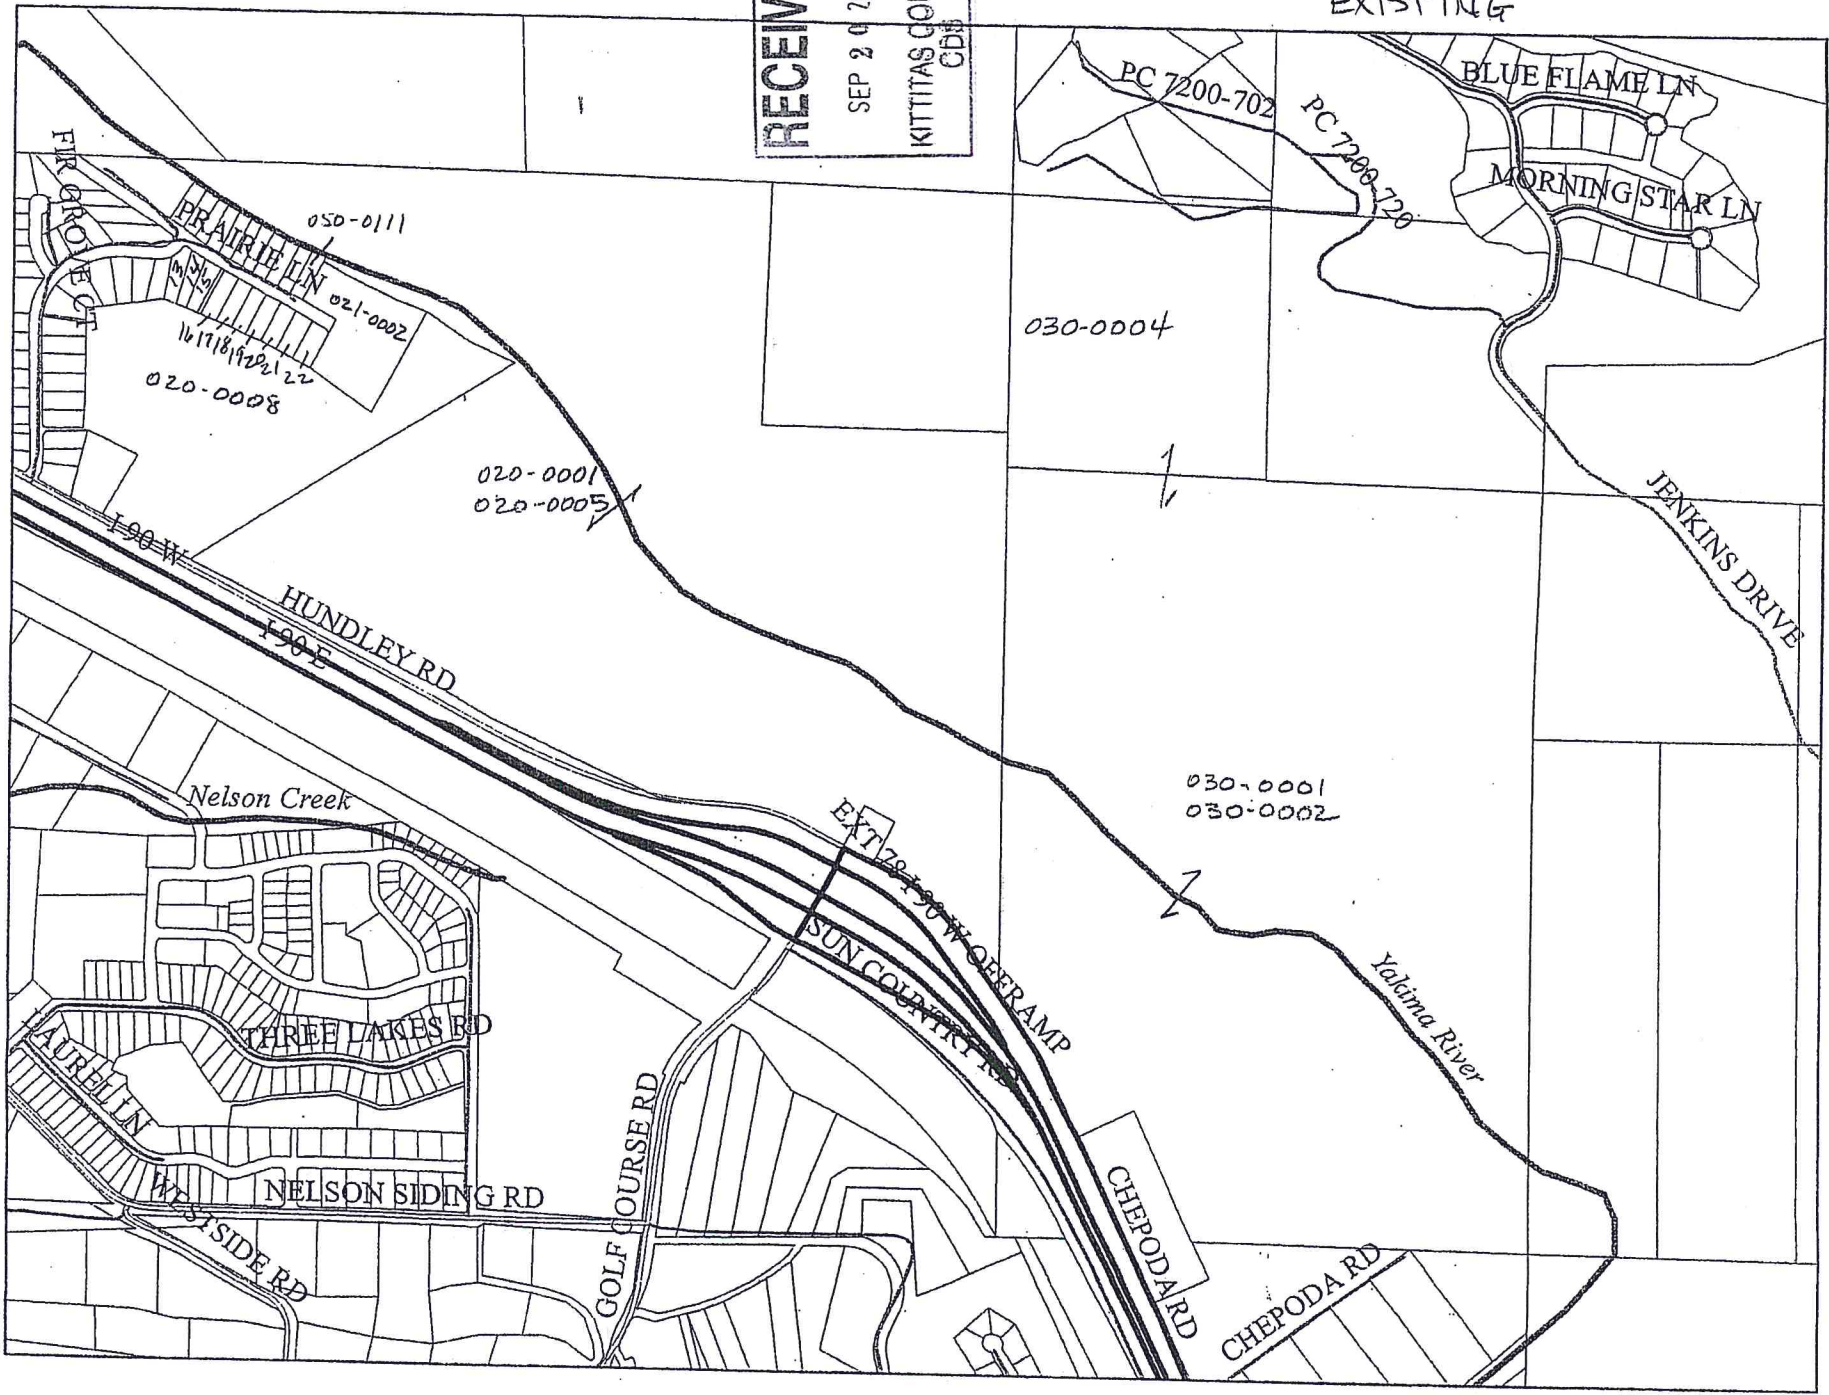 EXISTING
RECEIV
SEP 2 0 2
KITTITAS COU
CDS
PC 7200-702
PC 7200-720
BLUE FLAME LN
MORNING STAR LN
FIR GROVE CT
PRAIRIE LN
050-0111
021-0002
13
14
15
16 17 18 19 20 21 22
020-0008
030-0004
020-0001
020-0005
JENKINS DRIVE
I 90 W
HUNDLEY RD
I 90 E
Nelson Creek
030-0001
030-0002
EXT 78 I 90 W OFFRAMP
SUN COUNTRY RD
Yakima River
THREE LAKES RD
LAUREL LN
GOLF COURSE RD
WESTSIDE RD
NELSON SIDING RD
CHEPODA RD
CHEPODA RD